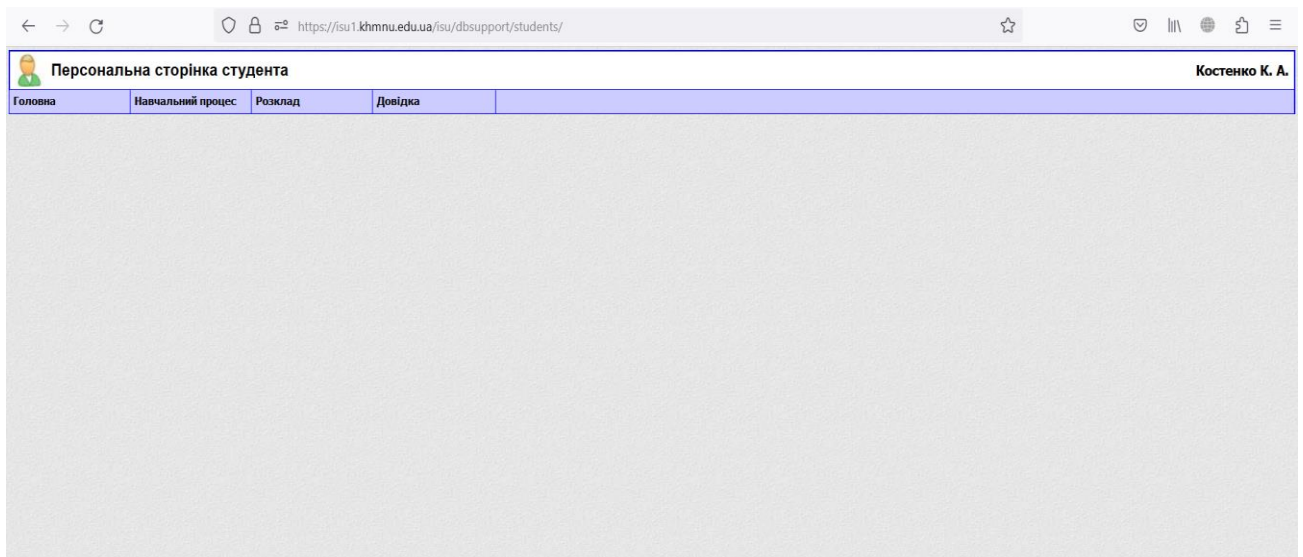 https://isu1.khmnu.edu.ua/isu/dbsupport/students/
Персональна сторінка студента Костенко К. А.
Головна Навчальний процес Розклад Довідка